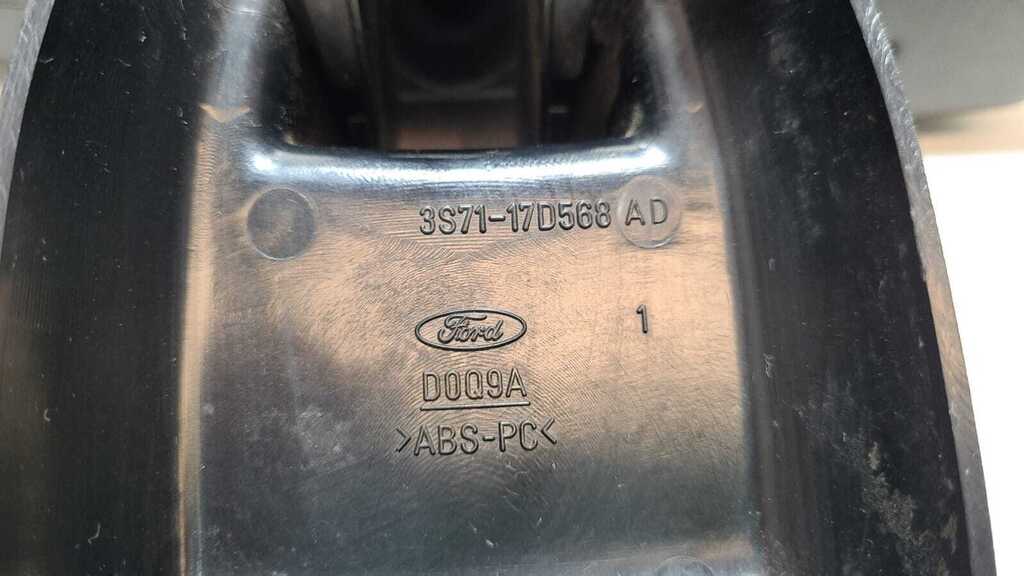 3S71-17D568 AD
Ford 1
D0Q9A
>ABS-PC<